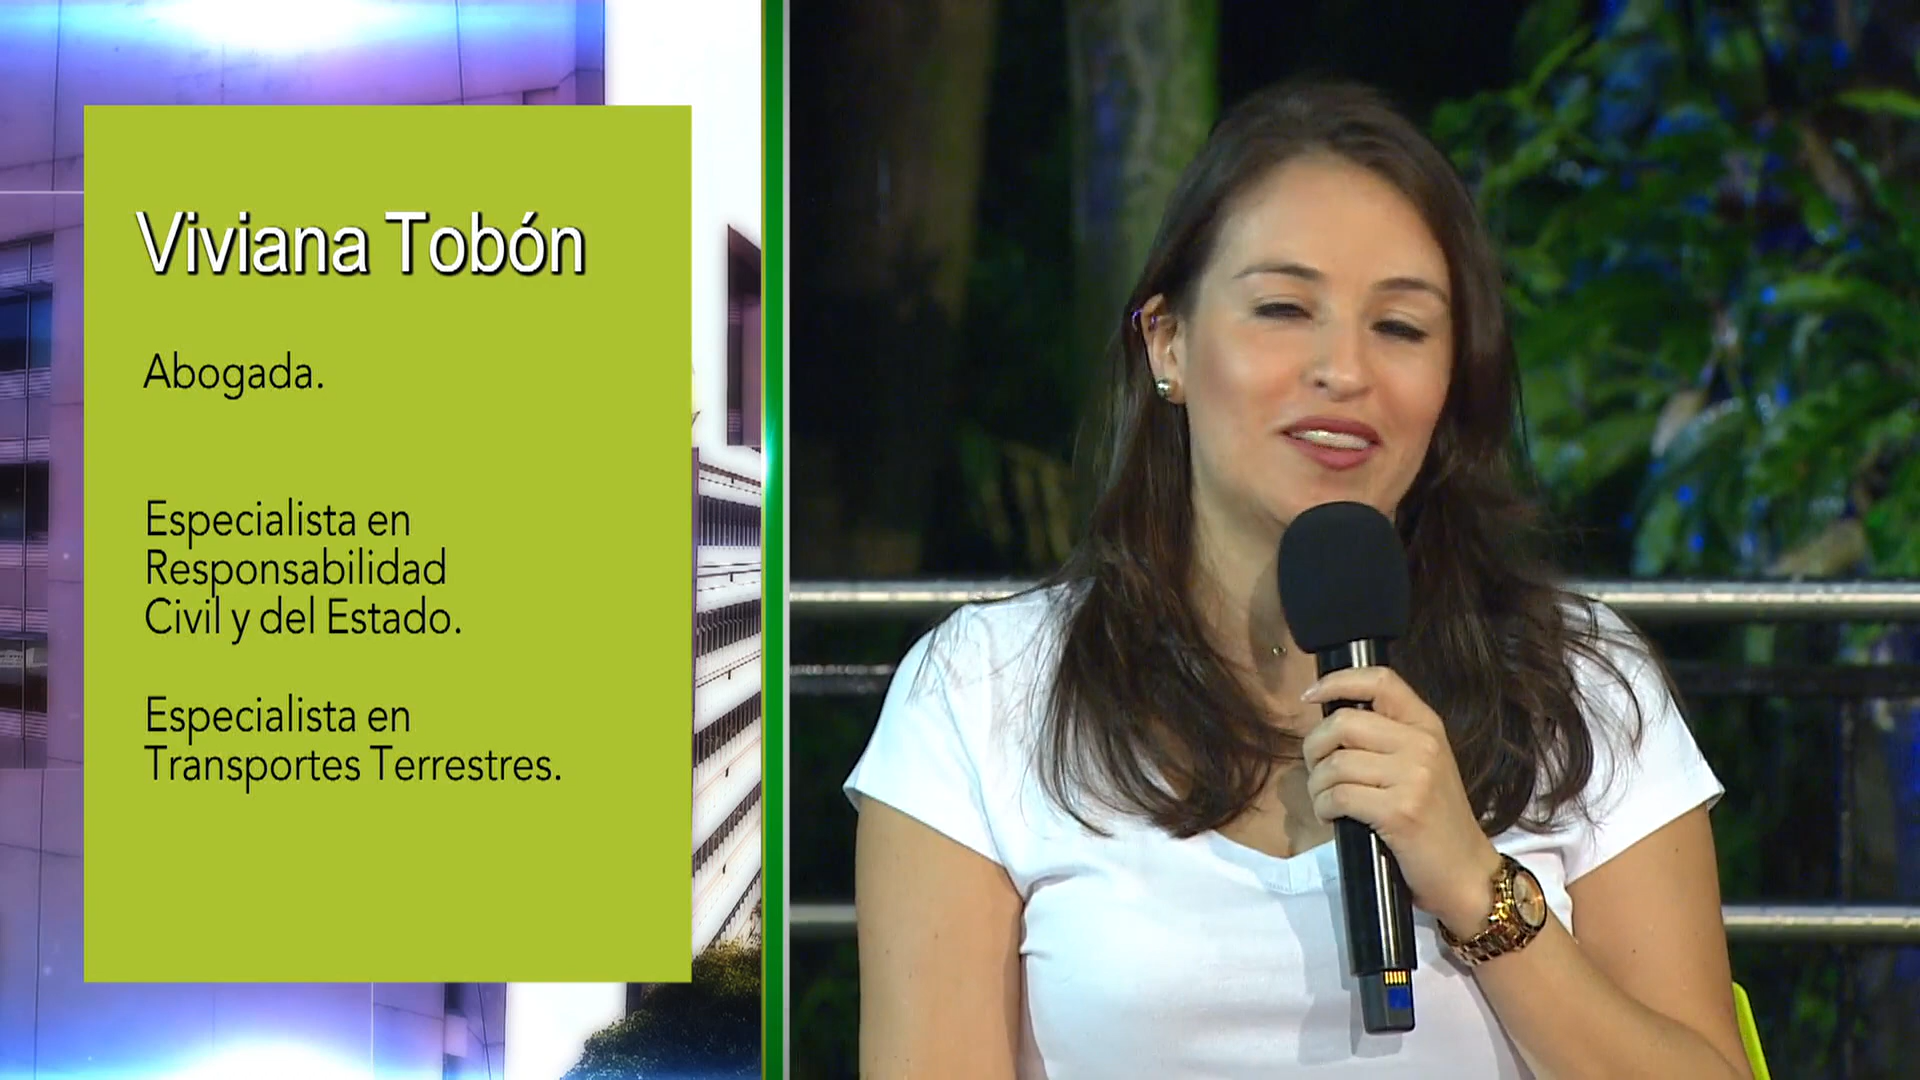 Viviana Tobón
Abogada.
Especialista en
Responsabilidad
Civil y del Estado.
Especialista en
Transportes Terrestres.